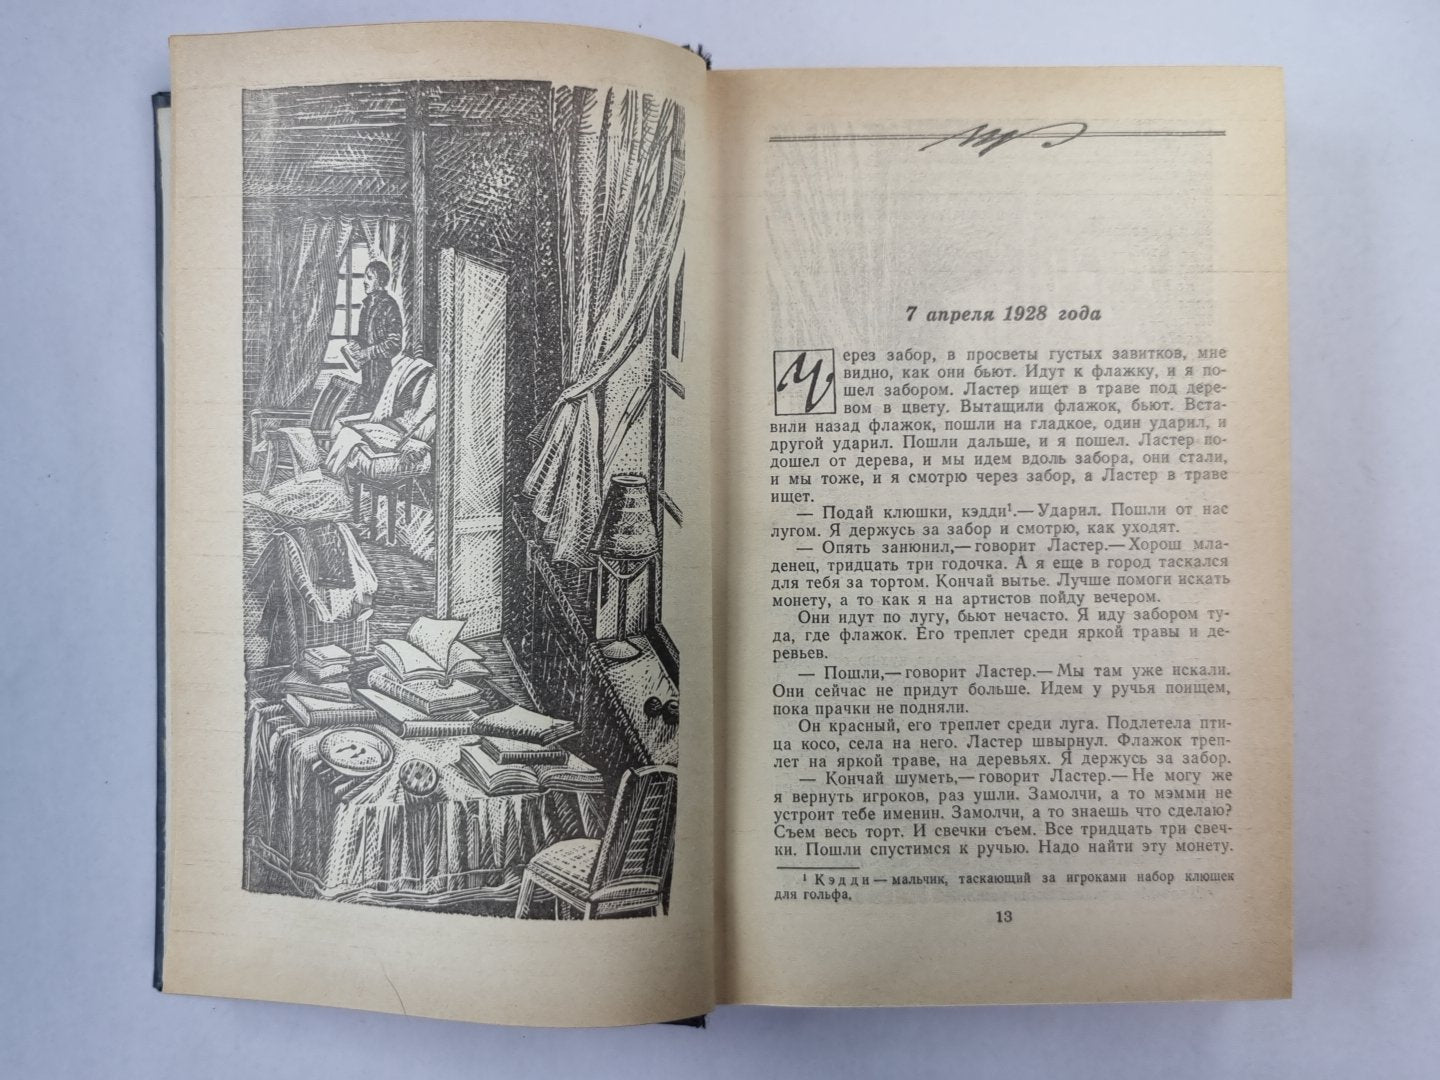 7 апреля 1928 года
Через забор, в просветы густых завитков, мне
видно, как они бьют. Идут к флажку, и я по-
шел забором. Ластер ищет в траве под дере-
вом в цвету. Вытащили флажок, бьют. Вста-
вили назад флажок, пошли на гладкое, один ударил, и
другой ударил. Пошли дальше, и я пошел. Ластер по-
дошел от дерева, и мы идем вдоль забора, они стали,
и мы тоже, и я смотрю через забор, а Ластер в траве
ищет.
— Подай клюшки, кэдди¹.— Ударил. Пошли от нас
лугом. Я держусь за забор и смотрю, как уходят.
— Опять занюнил,— говорит Ластер.— Хорош мла-
денец, тридцать три годочка. А я еще в город таскался
для тебя за тортом. Кончай вытье. Лучше помоги искать
монету, а то как я на артистов пойду вечером.
Они идут по лугу, бьют нечасто. Я иду забором ту-
да, где флажок. Его треплет среди яркой травы и де-
ревьев.
— Пошли,— говорит Ластер.— Мы там уже искали.
Они сейчас не придут больше. Идем у ручья поищем,
пока прачки не подняли.
Он красный, его треплет среди луга. Подлетела пти-
ца косо, села на него. Ластер швырнул. Флажок треп-
лет на яркой траве, на деревьях. Я держусь за забор.
— Кончай шуметь,— говорит Ластер.— Не могу же
я вернуть игроков, раз ушли. Замолчи, а то мэмми не
устроит тебе именин. Замолчи, а то знаешь что сделаю?
Съем весь торт. И свечки съем. Все тридцать три свеч-
ки. Пошли спустимся к ручью. Надо найти эту монету.
¹ Кэдди — мальчик, таскающий за игроками набор клюшек
для гольфа.
13